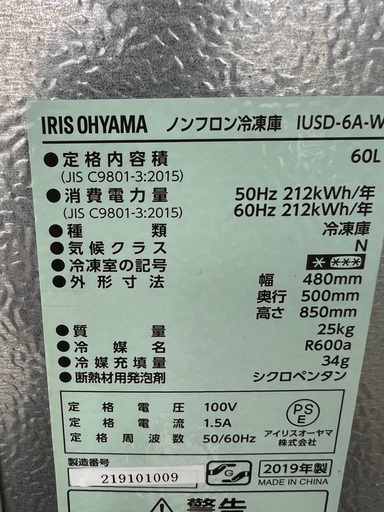 IRIS OHYAMA ノンフロン冷凍庫 IUSD-6A-W
●定格内容積 60L
(JIS C9801-3:2015)
●消費電力量 50Hz 212kWh/年
(JIS C9801-3:2015) 60Hz 212kWh/年
●種類 冷凍庫
●気候クラス N
●冷凍室の記号 * ***
●外形寸法 幅 480mm
奥行 500mm
高さ 850mm
●質量 25kg
●冷媒名 R600a
●冷媒充填量 34g
●断熱材用発泡剤 シクロペンタン
定格電圧: 100V
定格電流: 1.5A
定格周波数: 50/60Hz
PSE
アイリスオーヤマ
株式会社
製造番号
219101009
G
2019年製
MADE IN CHINA
警告